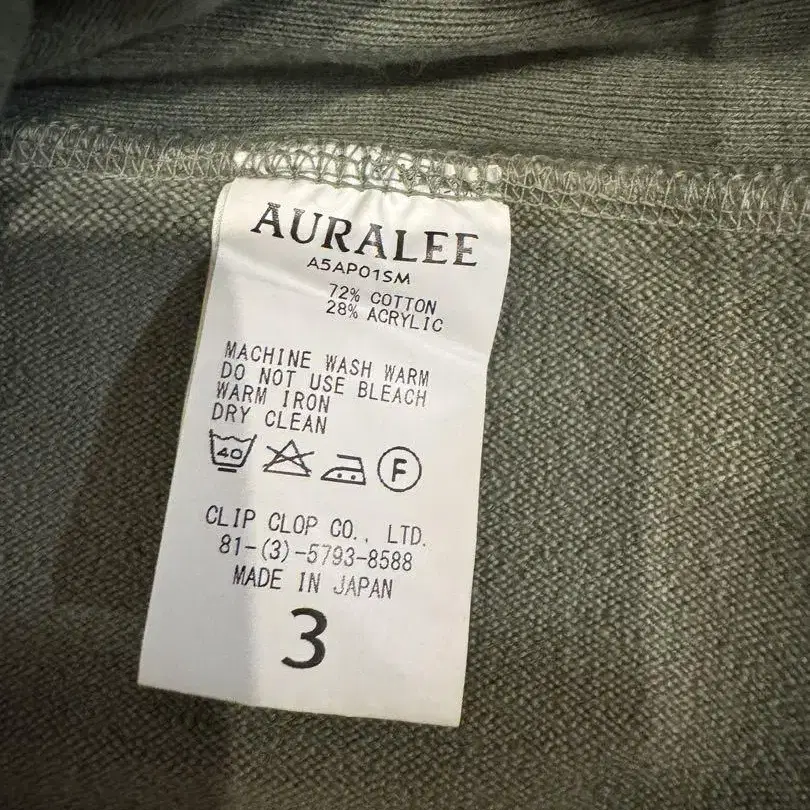 AURALEE
A5AP01SM
72% COTTON
28% ACRYLIC
MACHINE WASH WARM
DO NOT USE BLEACH
WARM IRON
DRY CLEAN
40
F
CLIP CLOP CO., LTD.
81-(3)-5793-8588
MADE IN JAPAN
3